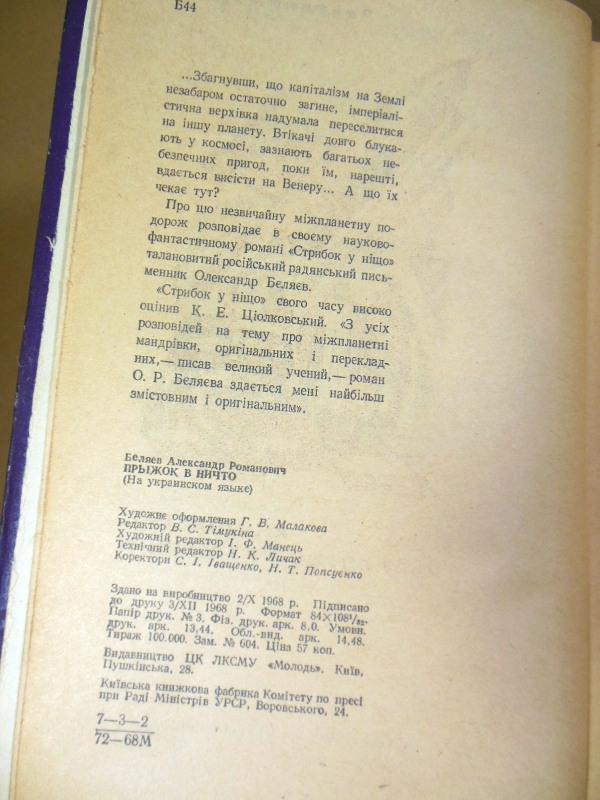 Б44
...Збагнувши, що капіталізм на Землі
незабаром остаточно загине, імперіалі-
стична верхівка надумала переселитися
на іншу планету. Втікачі довго блука-
ють у космосі, зазнають багатьох не-
безпечних пригод, поки їм, нарешті,
вдається висісти на Венеру... А що їх
чекає тут?
Про цю незвичайну міжпланетну по-
дорож розповідає в своєму науково-
фантастичному романі «Стрибок у ніщо»
талановитий російський радянський пись-
менник Олександр Бєляєв.
«Стрибок у ніщо» свого часу високо
оцінив К. Е. Ціолковський. «З усіх
розповідей на тему про міжпланетні
мандрівки, оригінальних і переклад-
них,— писав великий учений,— роман
О. Р. Бєляєва здається мені найбільш
змістовним і оригінальним».
Беляев Александр Романович
ПРЫЖОК В НИЧТО
(На украинском языке)
Художнє оформлення Г. В. Малакова
Редактор В. С. Тімукіна
Художній редактор І. Ф. Манець
Технічний редактор Н. К. Личак
Коректори С. І. Іващенко, Н. Т. Попсуєнко
Здано на виробництво 2/X 1968 р. Підписано
до друку 3/XII 1968 р. Формат 84×108¹/₃₂.
Папір друк. № 3. Фіз. друк. арк. 8,0. Умовн.
друк. арк. 13,44. Обл.-вид. арк. 14,48.
Тираж 100.000. Зам. № 604. Ціна 57 коп.
Видавництво ЦК ЛКСМУ «Молодь», Київ,
Пушкінська, 28.
Київська книжкова фабрика Комітету по пресі
при Раді Міністрів УРСР, Воровського, 24.
7—3—2
72—68М